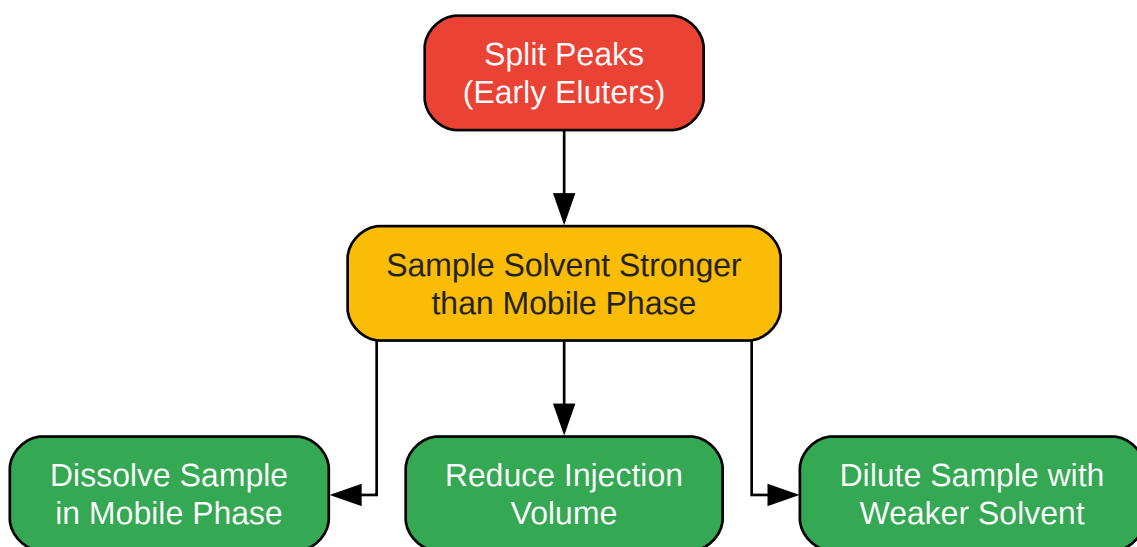 Split Peaks
(Early Eluters)
Sample Solvent Stronger
than Mobile Phase
Dissolve Sample
in Mobile Phase
Reduce Injection
Volume
Dilute Sample with
Weaker Solvent